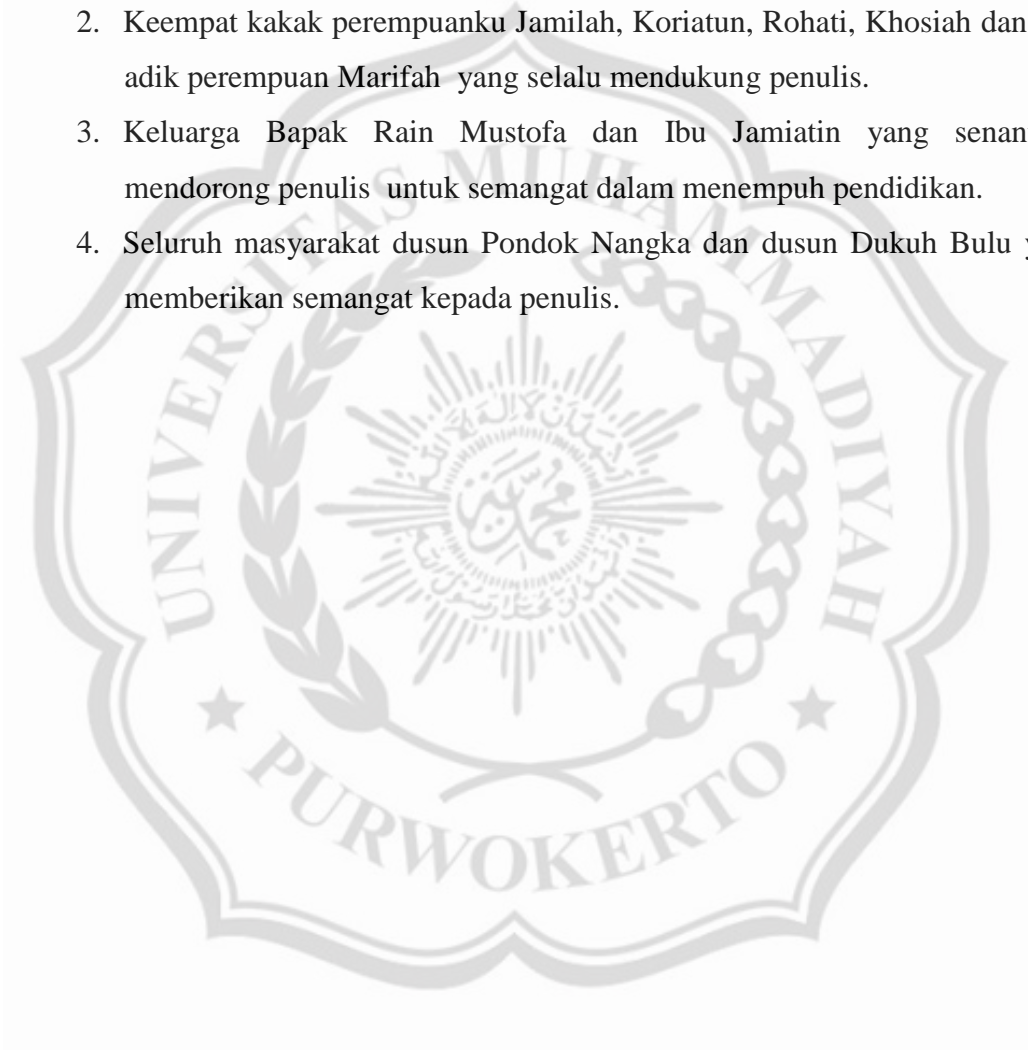 2. Keempat kakak perempuanku Jamilah, Koriatun, Rohati, Khosiah dan
adik perempuan Marifah yang selalu mendukung penulis.
3. Keluarga Bapak Rain Mustofa dan Ibu Jamiatin yang senan
mendorong penulis untuk semangat dalam menempuh pendidikan.
4. Seluruh masyarakat dusun Pondok Nangka dan dusun Dukuh Bulu
memberikan semangat kepada penulis.
UNIVERSITAS MUHAMMADIYAH
PURWOKERTO